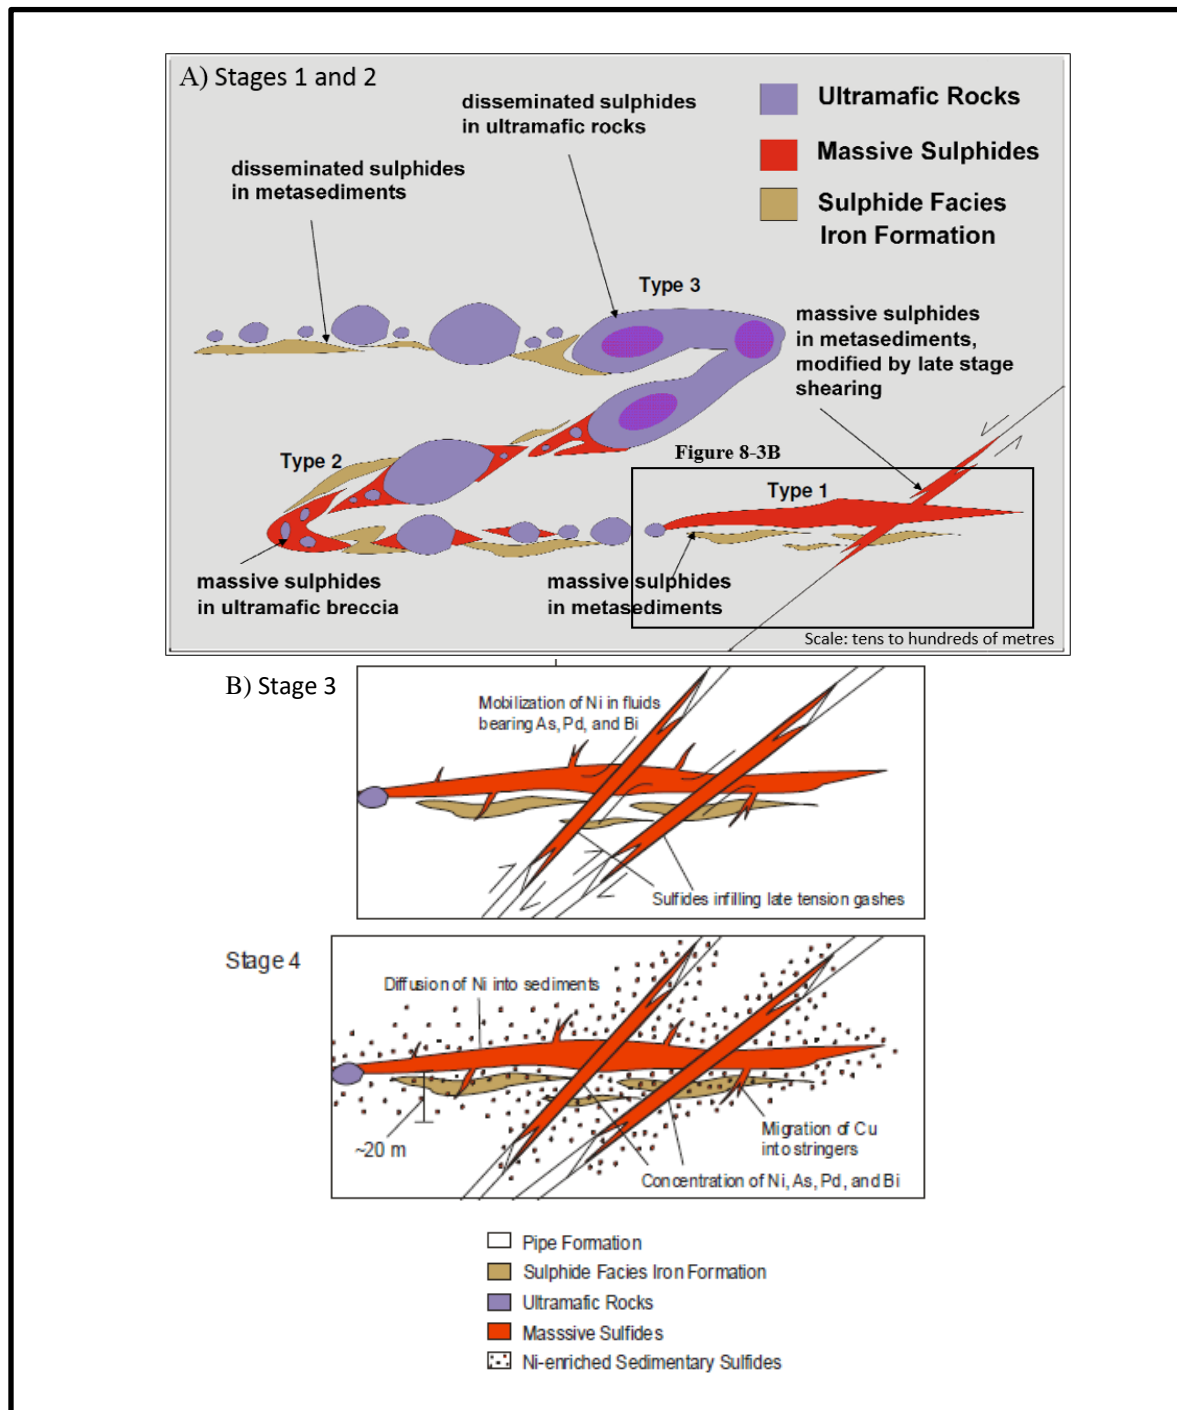 A) Stages 1 and 2
disseminated sulphides
in ultramafic rocks
Ultramafic Rocks
Massive Sulphides
Sulphide Facies
Iron Formation
disseminated sulphides
in metasediments
Type 3
massive sulphides
in metasediments,
modified by late stage
shearing
Figure 8-3B
Type 2
Type 1
massive sulphides
in ultramafic breccia
massive sulphides
in metasediments
Scale: tens to hundreds of metres
B) Stage 3
Mobilization of Ni in fluids
bearing As, Pd, and Bi
Sulfides infilling late tension gashes
Stage 4
Diffusion of Ni into sediments
~20 m
Migration of Cu
into stringers
Concentration of Ni, As, Pd, and Bi
Pipe Formation
Sulphide Facies Iron Formation
Ultramafic Rocks
Masssive Sulfides
Ni-enriched Sedimentary Sulfides